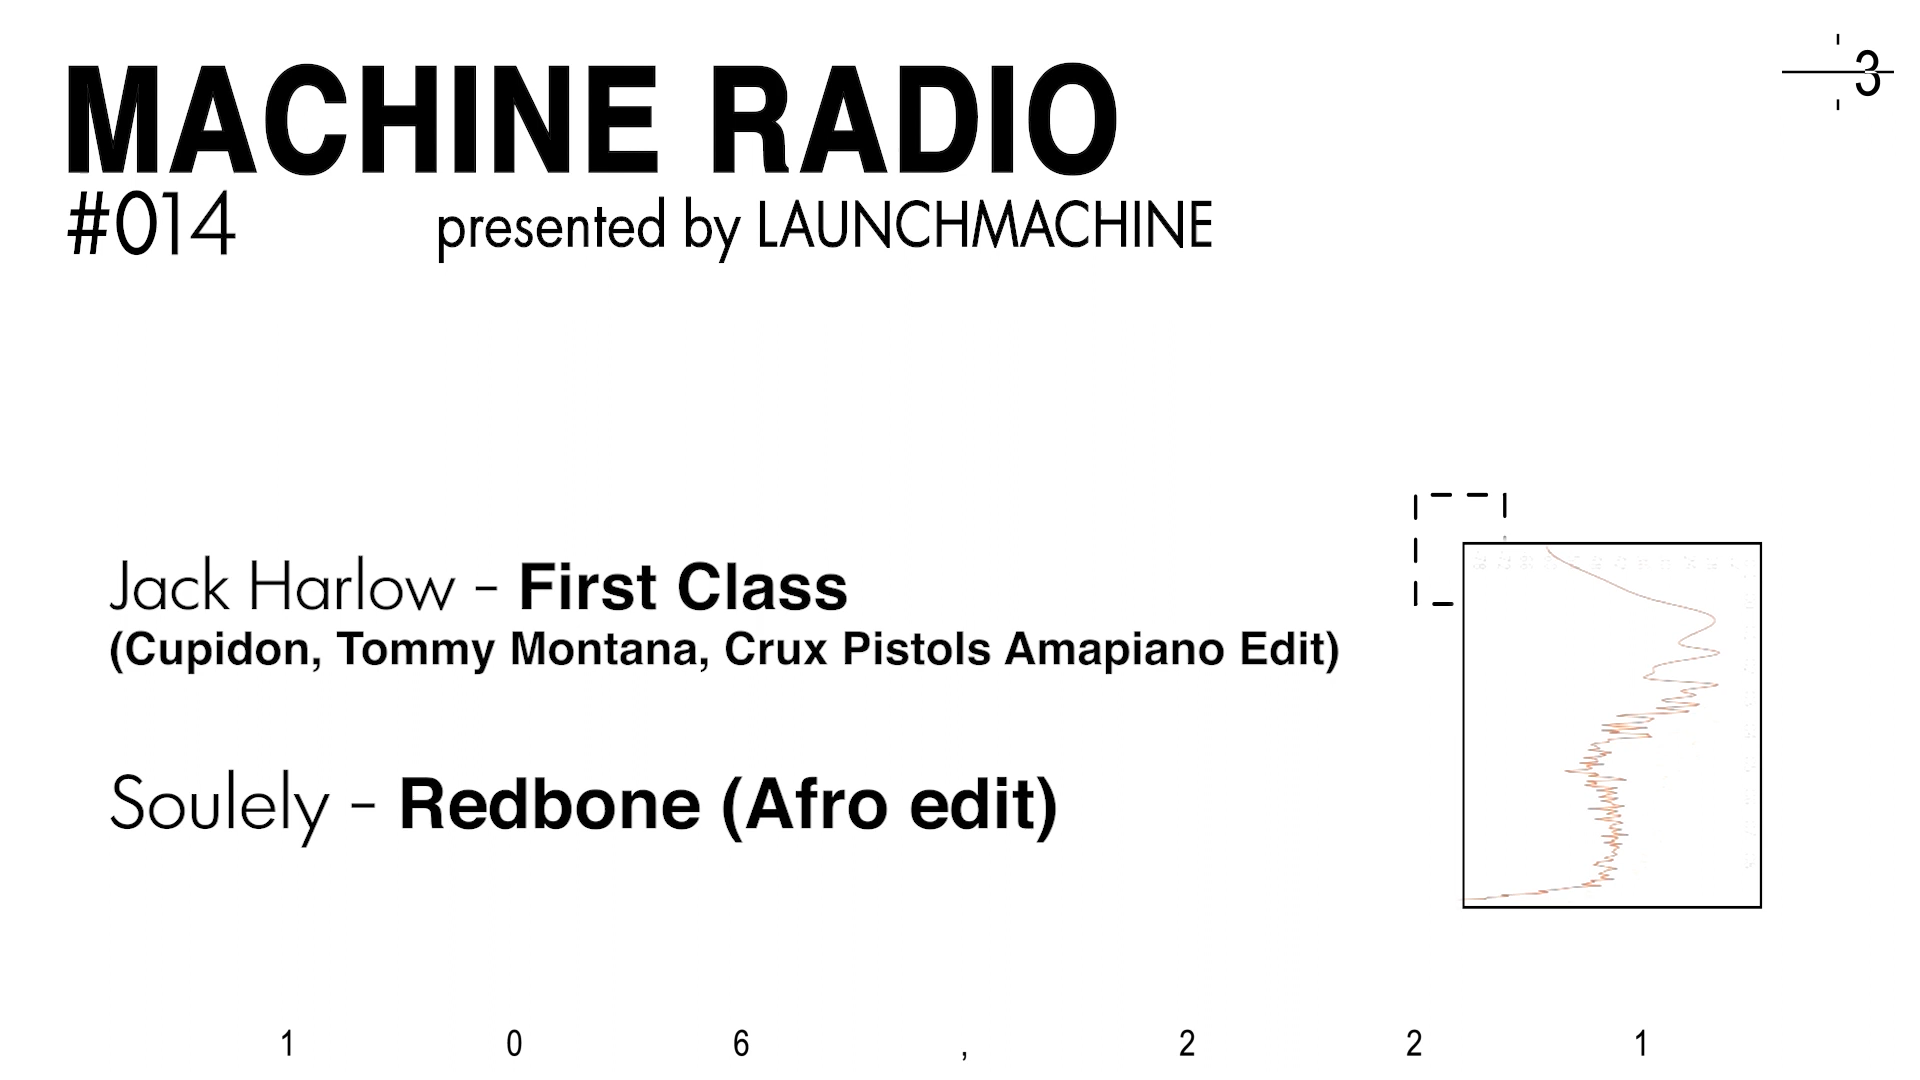 MACHINE RADIO
3
#014 presented by LAUNCHMACHINE
Jack Harlow - First Class
(Cupidon, Tommy Montana, Crux Pistols Amapiano Edit)
Soulely - Redbone (Afro edit)
1 0 6 , 2 2 1